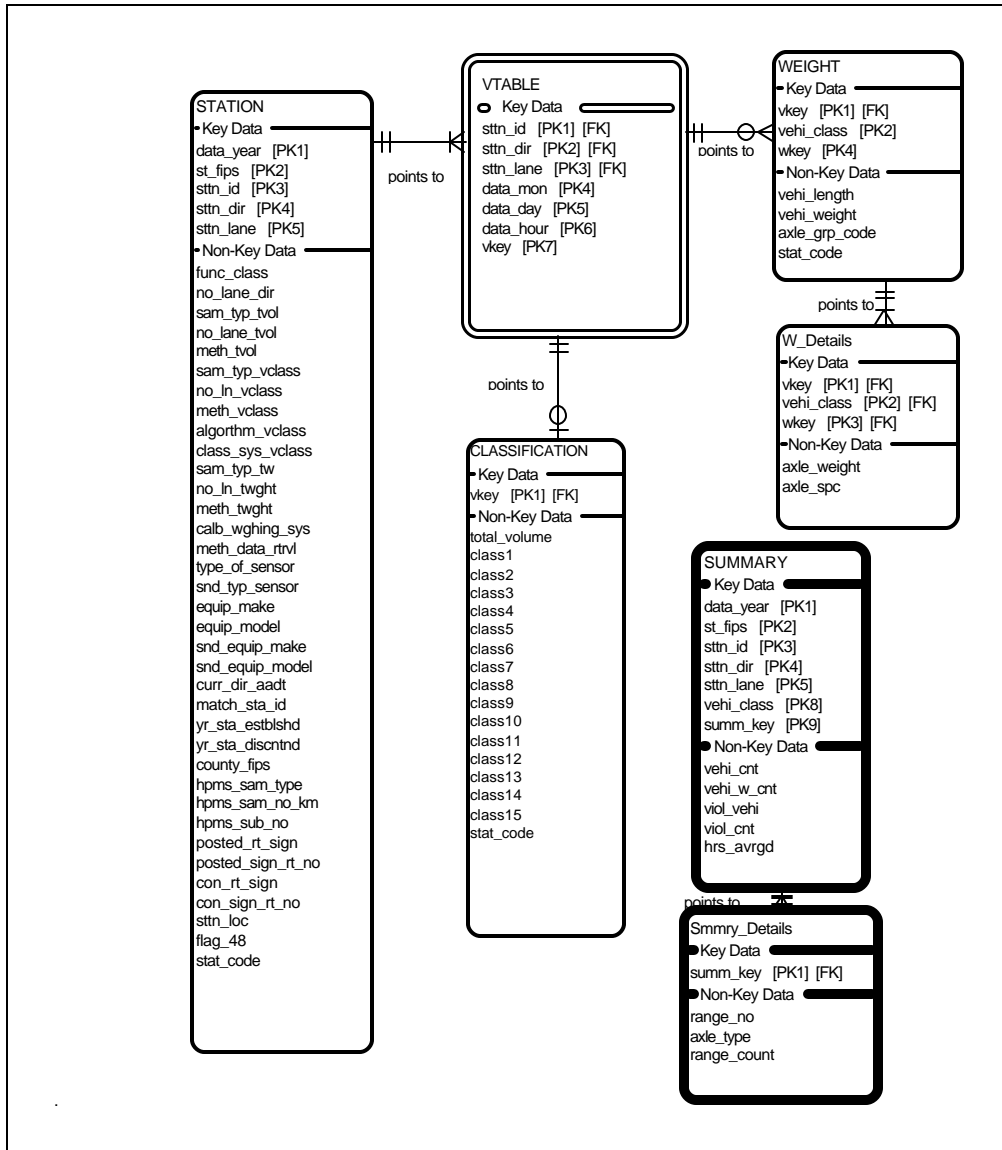 STATION
Key Data
data_year [PK1]
st_fips [PK2]
sttn_id [PK3]
sttn_dir [PK4]
sttn_lane [PK5]
Non-Key Data
func_class
no_lane_dir
sam_typ_tvol
no_lane_tvol
meth_tvol
sam_typ_vclass
no_ln_vclass
meth_vclass
algorthm_vclass
class_sys_vclass
sam_typ_tw
no_ln_twght
meth_twght
calb_wghing_sys
meth_data_rtrvl
type_of_sensor
snd_typ_sensor
equip_make
equip_model
snd_equip_make
snd_equip_model
curr_dir_aadt
match_sta_id
yr_sta_estblshd
yr_sta_discntnd
county_fips
hpms_sam_type
hpms_sam_no_km
hpms_sub_no
posted_rt_sign
posted_sign_rt_no
con_rt_sign
con_sign_rt_no
sttn_loc
flag_48
stat_code
points to
VTABLE
Key Data
sttn_id [PK1] [FK]
sttn_dir [PK2] [FK]
sttn_lane [PK3] [FK]
data_mon [PK4]
data_day [PK5]
data_hour [PK6]
vkey [PK7]
points to
points to
CLASSIFICATION
Key Data
vkey [PK1] [FK]
Non-Key Data
total_volume
class1
class2
class3
class4
class5
class6
class7
class8
class9
class10
class11
class12
class13
class14
class15
stat_code
WEIGHT
Key Data
vkey [PK1] [FK]
vehi_class [PK2]
wkey [PK4]
Non-Key Data
vehi_length
vehi_weight
axle_grp_code
stat_code
points to
W_Details
Key Data
vkey [PK1] [FK]
vehi_class [PK2] [FK]
wkey [PK3] [FK]
Non-Key Data
axle_weight
axle_spc
SUMMARY
Key Data
data_year [PK1]
st_fips [PK2]
sttn_id [PK3]
sttn_dir [PK4]
sttn_lane [PK5]
vehi_class [PK8]
summ_key [PK9]
Non-Key Data
vehi_cnt
vehi_w_cnt
viol_vehi
viol_cnt
hrs_avrgd
points to
Smmry_Details
Key Data
summ_key [PK1] [FK]
Non-Key Data
range_no
axle_type
range_count
.